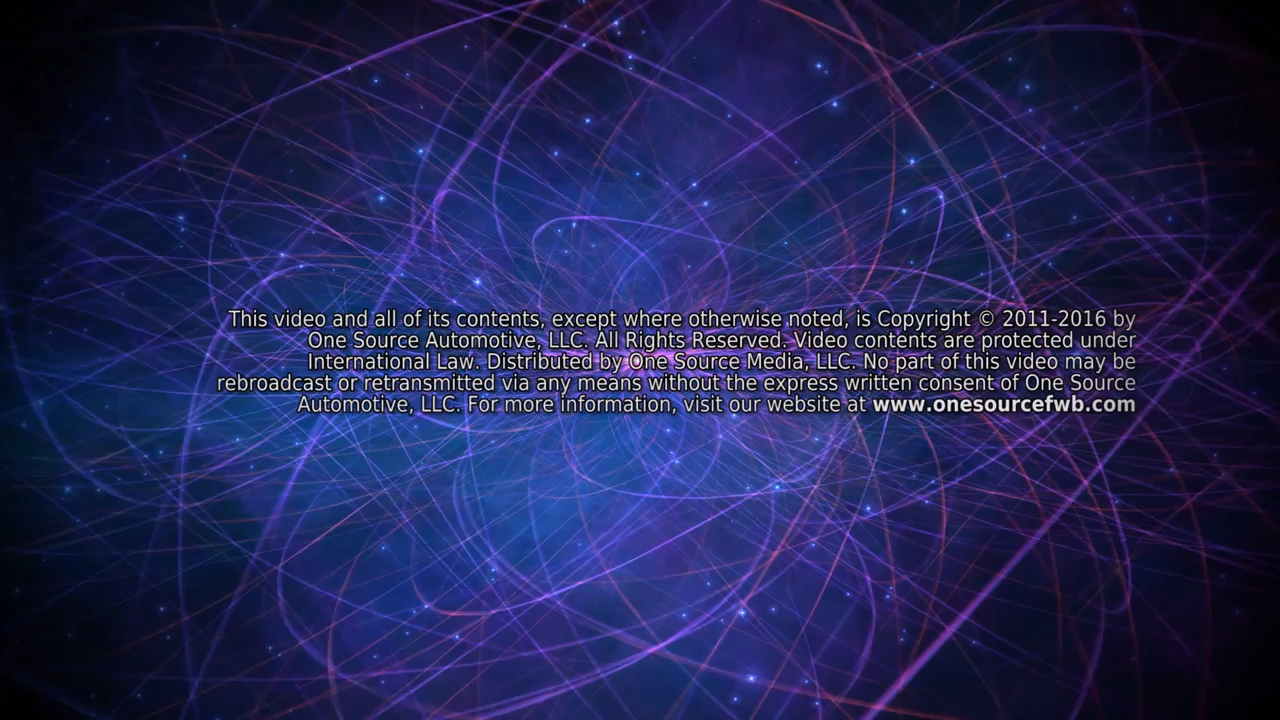 This video and all of its contents, except where otherwise noted, is Copyright © 2011-2016 by
One Source Automotive, LLC. All Rights Reserved. Video contents are protected under
International Law. Distributed by One Source Media, LLC. No part of this video may be
rebroadcast or retransmitted via any means without the express written consent of One Source
Automotive, LLC. For more information, visit our website at www.onesourcefwb.com